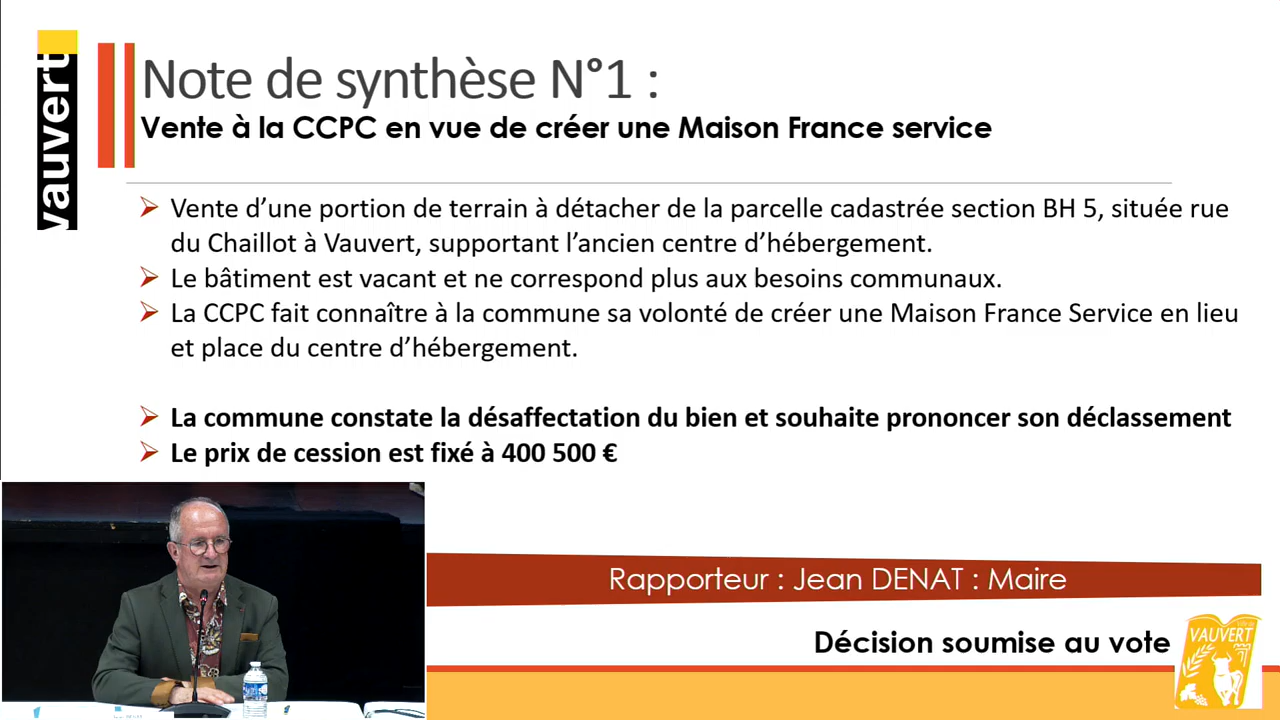 vauvert
Note de synthèse N°1 :
Vente à la CCPC en vue de créer une Maison France service
Vente d’une portion de terrain à détacher de la parcelle cadastrée section BH 5, située rue
du Chaillot à Vauvert, supportant l’ancien centre d’hébergement.
Le bâtiment est vacant et ne correspond plus aux besoins communaux.
La CCPC fait connaître à la commune sa volonté de créer une Maison France Service en lieu
et place du centre d’hébergement.
La commune constate la désaffectation du bien et souhaite prononcer son déclassement
Le prix de cession est fixé à 400 500 €
Rapporteur : Jean DENAT : Maire
Décision soumise au vote
VAUVERT